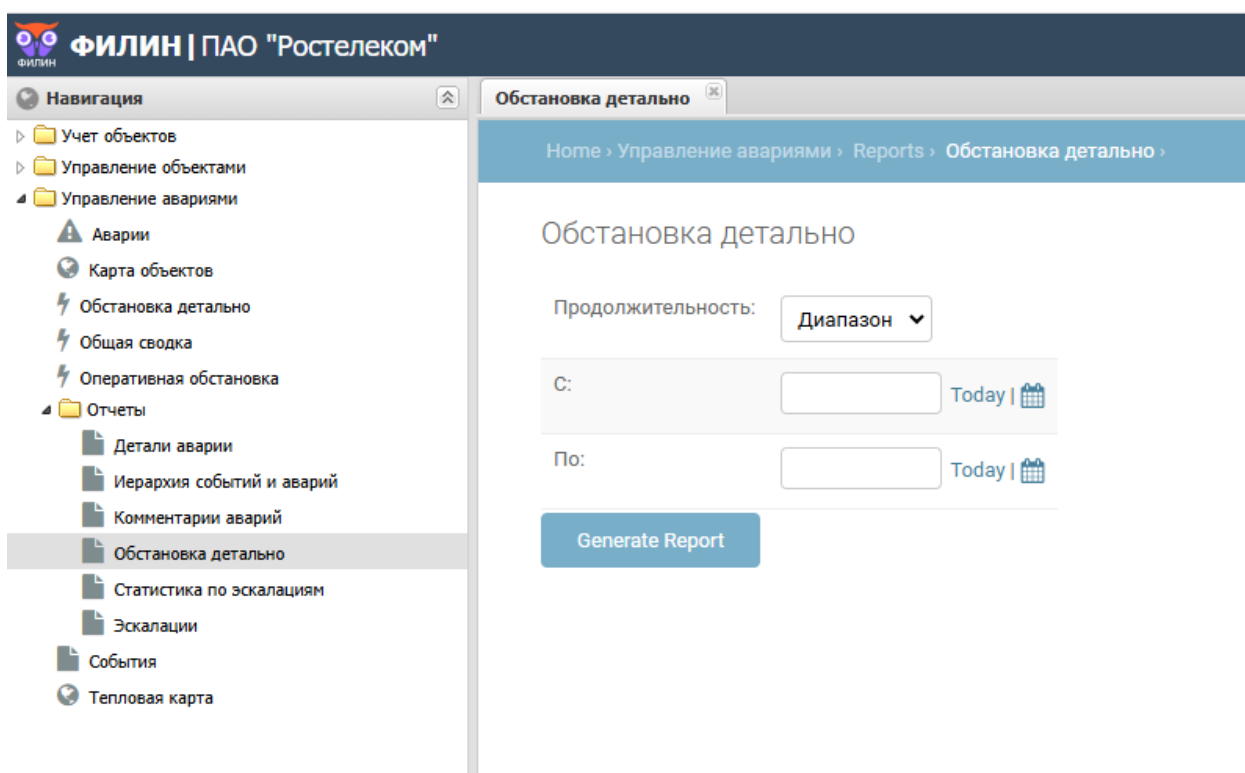 ФИЛИН
ФИЛИН | ПАО "Ростелеком"
Навигация
Учет объектов
Управление объектами
Управление авариями
Аварии
Карта объектов
Обстановка детально
Общая сводка
Оперативная обстановка
Отчеты
Детали аварии
Иерархия событий и аварий
Комментарии аварий
Обстановка детально
Статистика по эскалациям
Эскалации
События
Тепловая карта
Обстановка детально
Home › Управление авариями › Reports › Обстановка детально ›
Обстановка детально
Продолжительность: Диапазон
С: Today |
По: Today |
Generate Report